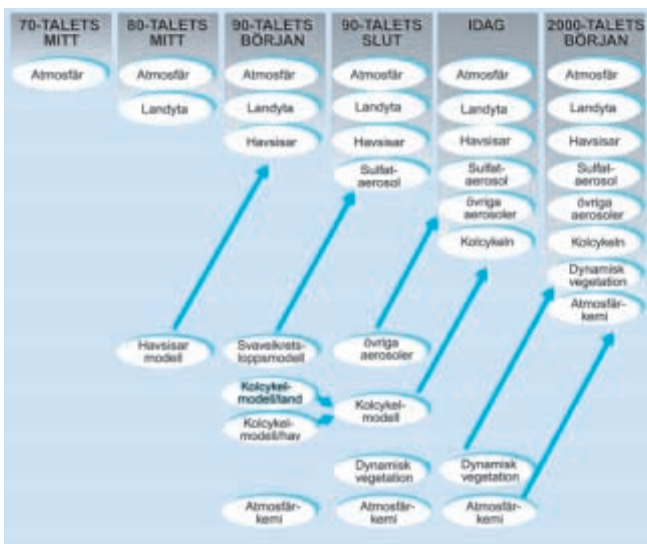 70-TALETS
MITT
80-TALETS
MITT
90-TALETS
BÖRJAN
90-TALETS
SLUT
IDAG
2000-TALETS
BÖRJAN
Atmosfär
Atmosfär
Atmosfär
Atmosfär
Atmosfär
Atmosfär
Landyta
Landyta
Landyta
Landyta
Landyta
Havsisar
Havsisar
Havsisar
Havsisar
Sulfat-
aerosol
Sulfat-
aerosol
Sulfat-
aerosol
övriga
aerosoler
övriga
aerosoler
Kolcykeln
Kolcykeln
Dynamisk
vegetation
Atmosfär-
kemi
Havsisar
modell
Svavelkrets-
loppsmodell
övriga
aerosoler
Kolcykel-
modell/land
Kolcykel-
modell/hav
Kolcykel-
modell
Dynamisk
vegetation
Dynamisk
vegetation
Atmosfär-
kemi
Atmosfär-
kemi
Atmosfär-
kemi